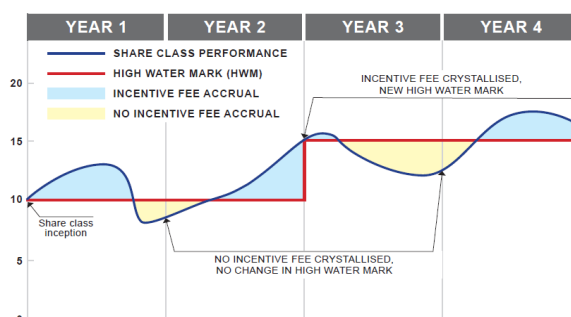 YEAR 1 YEAR 2 YEAR 3 YEAR 4
SHARE CLASS PERFORMANCE
HIGH WATER MARK (HWM)
INCENTIVE FEE ACCRUAL
NO INCENTIVE FEE ACCRUAL
INCENTIVE FEE CRYSTALLISED,
NEW HIGH WATER MARK
20
15
10
Share class
inception
5
NO INCENTIVE FEE CRYSTALLISED,
NO CHANGE IN HIGH WATER MARK